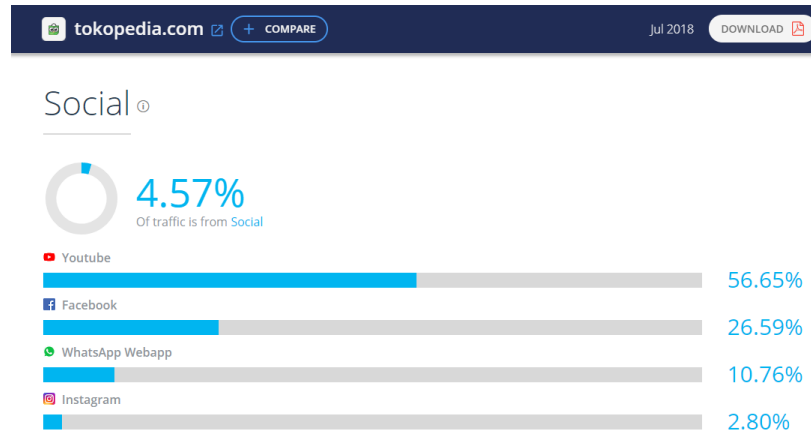 tokopedia.com + COMPARE Jul 2018 DOWNLOAD
Social
4.57%
Of traffic is from Social
Youtube
56.65%
Facebook
26.59%
WhatsApp Webapp
10.76%
Instagram
2.80%